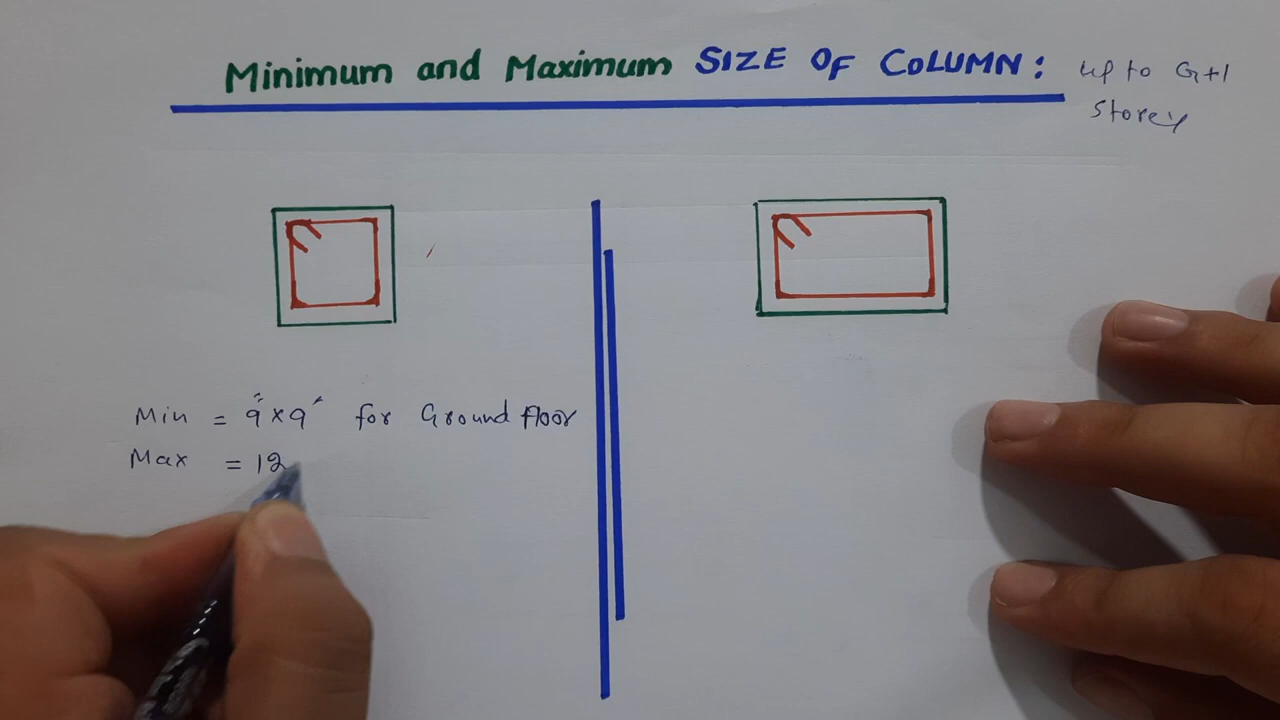 Minimum and Maximum SIZE OF COLUMN: up to G+1
Storey
Min = 9"x9" for Ground Floor
Max = 12